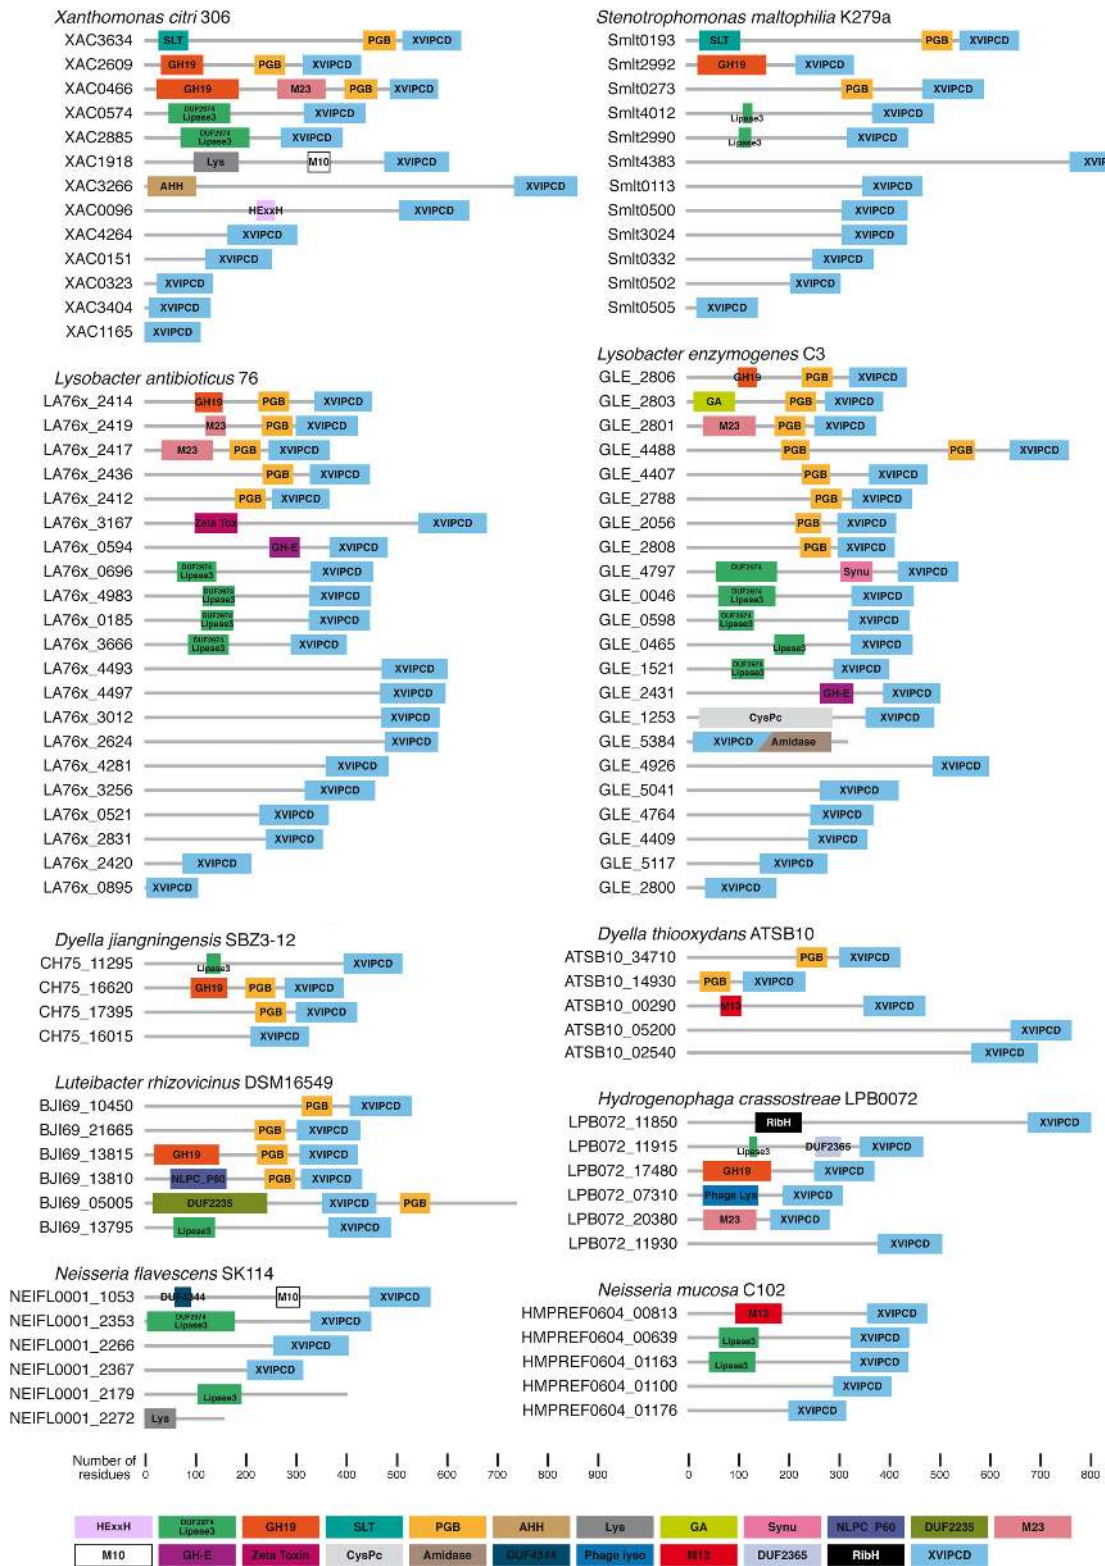 Xanthomonas citri 306
XAC3634 SLT PGB XVIPCD
XAC2609 GH19 PGB XVIPCD
XAC0466 GH19 M23 PGB XVIPCD
XAC0574 DUF2974 Lipase3 XVIPCD
XAC2885 DUF2974 Lipase3 XVIPCD
XAC1918 Lys M10 XVIPCD
XAC3266 AHH XVIPCD
XAC0096 HExxH XVIPCD
XAC4264 XVIPCD
XAC0151 XVIPCD
XAC0323 XVIPCD
XAC3404 XVIPCD
XAC1165 XVIPCD
Stenotrophomonas maltophilia K279a
Smlt0193 SLT PGB XVIPCD
Smlt2992 GH19 XVIPCD
Smlt0273 PGB XVIPCD
Smlt4012 Lipase3 XVIPCD
Smlt2990 Lipase3 XVIPCD
Smlt4383 XVIP
Smlt0113 XVIPCD
Smlt0500 XVIPCD
Smlt3024 XVIPCD
Smlt0332 XVIPCD
Smlt0502 XVIPCD
Smlt0505 XVIPCD
Lysobacter antibioticus 76
LA76x_2414 GH19 PGB XVIPCD
LA76x_2419 M23 PGB XVIPCD
LA76x_2417 M23 PGB XVIPCD
LA76x_2436 PGB XVIPCD
LA76x_2412 PGB XVIPCD
LA76x_3167 Zeta Tox XVIPCD
LA76x_0594 GH-E XVIPCD
LA76x_0696 DUF2974 Lipase3 XVIPCD
LA76x_4983 DUF2974 Lipase3 XVIPCD
LA76x_0185 DUF2974 Lipase3 XVIPCD
LA76x_3666 DUF2974 Lipase3 XVIPCD
LA76x_4493 XVIPCD
LA76x_4497 XVIPCD
LA76x_3012 XVIPCD
LA76x_2624 XVIPCD
LA76x_4281 XVIPCD
LA76x_3256 XVIPCD
LA76x_0521 XVIPCD
LA76x_2831 XVIPCD
LA76x_2420 XVIPCD
LA76x_0895 XVIPCD
Lysobacter enzymogenes C3
GLE_2806 GH19 PGB XVIPCD
GLE_2803 GA PGB XVIPCD
GLE_2801 M23 PGB XVIPCD
GLE_4488 PGB PGB XVIPCD
GLE_4407 PGB XVIPCD
GLE_2788 PGB XVIPCD
GLE_2056 PGB XVIPCD
GLE_2808 PGB XVIPCD
GLE_4797 DUF2974 Synu XVIPCD
GLE_0046 DUF2974 Lipase3 XVIPCD
GLE_0598 DUF2974 Lipase3 XVIPCD
GLE_0465 Lipase3 XVIPCD
GLE_1521 DUF2974 Lipase3 XVIPCD
GLE_2431 GH-E XVIPCD
GLE_1253 CysPc XVIPCD
GLE_5384 XVIPCD Amidase
GLE_4926 XVIPCD
GLE_5041 XVIPCD
GLE_4764 XVIPCD
GLE_4409 XVIPCD
GLE_5117 XVIPCD
GLE_2800 XVIPCD
Dyella jiangningensis SBZ3-12
CH75_11295 Lipase3 XVIPCD
CH75_16620 GH19 PGB XVIPCD
CH75_17395 PGB XVIPCD
CH75_16015 XVIPCD
Dyella thiooxydans ATSB10
ATSB10_34710 PGB XVIPCD
ATSB10_14930 PGB XVIPCD
ATSB10_00290 M13 XVIPCD
ATSB10_05200 XVIPCD
ATSB10_02540 XVIPCD
Luteibacter rhizovicinus DSM16549
BJI69_10450 PGB XVIPCD
BJI69_21665 PGB XVIPCD
BJI69_13815 GH19 PGB XVIPCD
BJI69_13810 NLPC_P60 PGB XVIPCD
BJI69_05005 DUF2235 XVIPCD PGB
BJI69_13795 Lipase3 XVIPCD
Hydrogenophaga crassostreae LPB0072
LPB072_11850 RibH XVIPCD
LPB072_11915 Lipase3 DUF2365 XVIPCD
LPB072_17480 GH19 XVIPCD
LPB072_07310 Phage Lys XVIPCD
LPB072_20380 M23 XVIPCD
LPB072_11930 XVIPCD
Neisseria flavescens SK114
NEIFL0001_1053 DUF4344 M10 XVIPCD
NEIFL0001_2353 DUF2974 Lipase3 XVIPCD
NEIFL0001_2266 XVIPCD
NEIFL0001_2367 XVIPCD
NEIFL0001_2179 Lipase3
NEIFL0001_2272 Lys
Neisseria mucosa C102
HMPREF0604_00813 M13 XVIPCD
HMPREF0604_00639 Lipase3 XVIPCD
HMPREF0604_01163 Lipase3 XVIPCD
HMPREF0604_01100 XVIPCD
HMPREF0604_01176 XVIPCD
Number of
residues 0 100 200 300 400 500 600 700 800 900 0 100 200 300 400 500 600 700 800
HExxH DUF2974 Lipase3 GH19 SLT PGB AHH Lys GA Synu NLPC_P60 DUF2235 M23
M10 GH-E Zeta Toxin CysPc Amidase DUF4344 Phage lyso M13 DUF2365 RibH XVIPCD